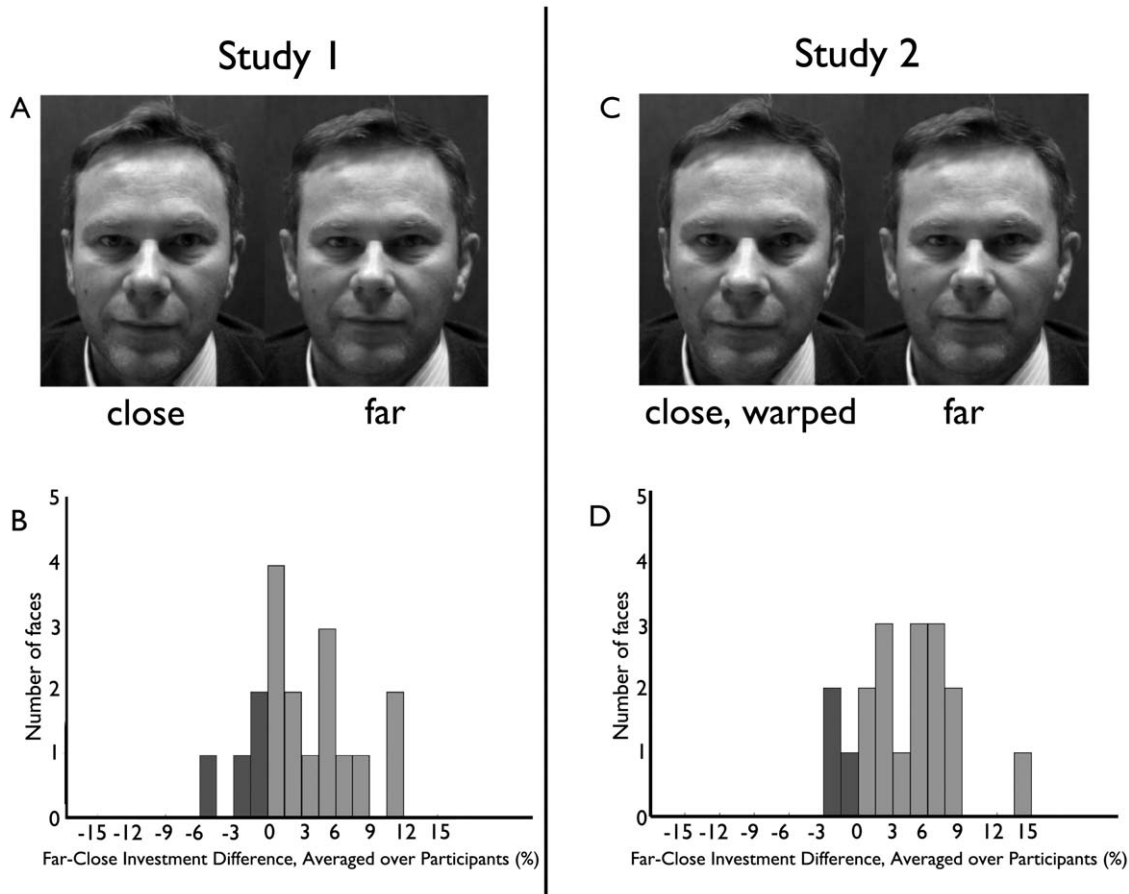 Study 1
A
close far
B
Number of faces
5
4
3
2
1
0
-15 -12 -9 -6 -3 0 3 6 9 12 15
Far-Close Investment Difference, Averaged over Participants (%)
Study 2
C
close, warped far
D
Number of faces
5
4
3
2
1
0
-15 -12 -9 -6 -3 0 3 6 9 12 15
Far-Close Investment Difference, Averaged over Participants (%)